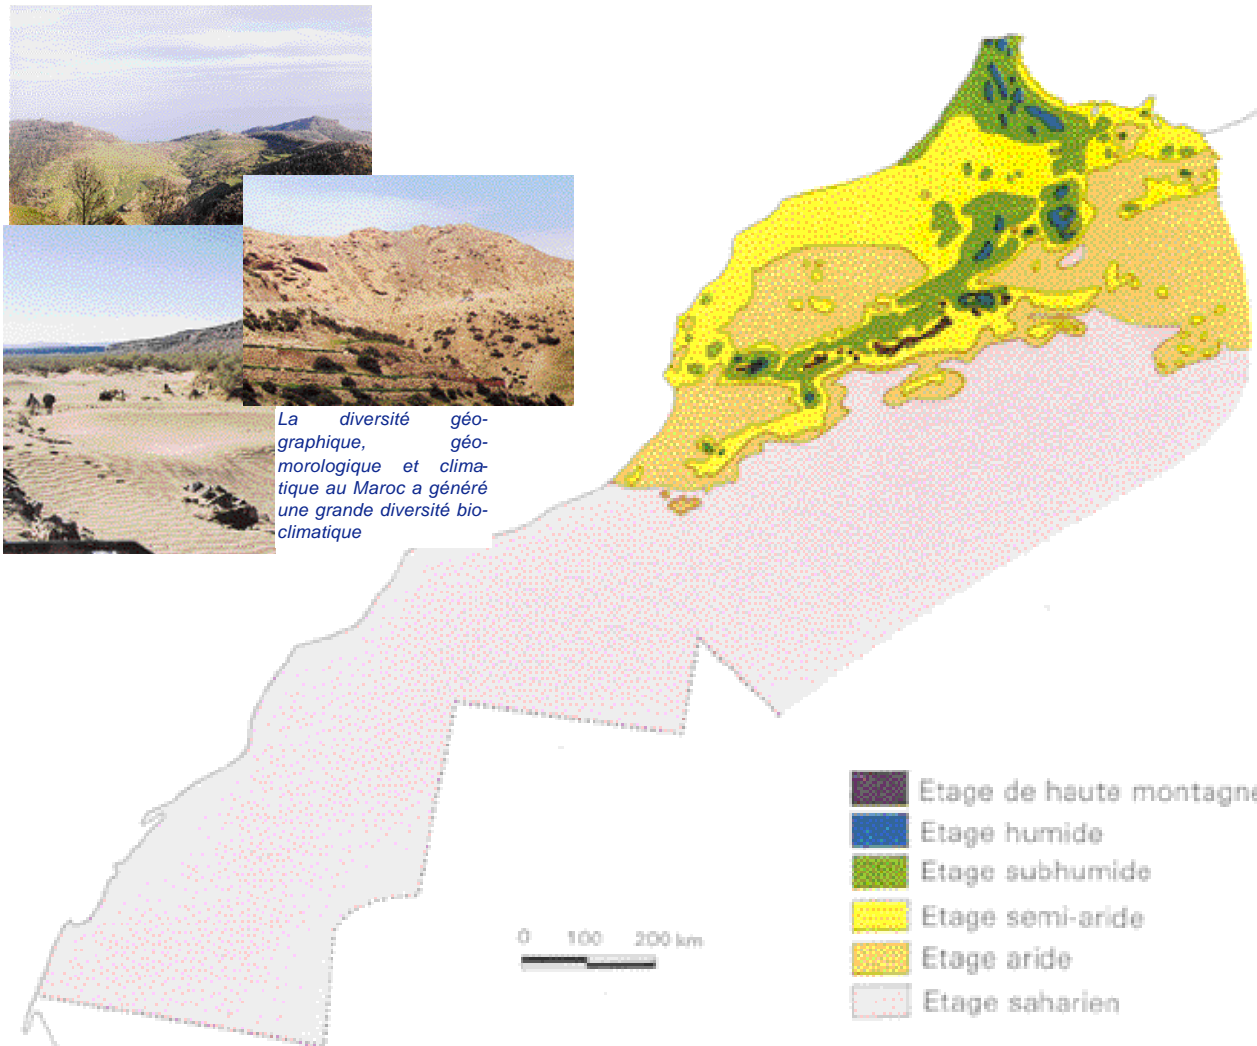 La diversité géo-
graphique, géo-
morologique et clima-
tique au Maroc a généré
une grande diversité bio-
climatique
Etage de haute montagne
Etage humide
Etage subhumide
Etage semi-aride
Etage aride
Etage saharien
0 100 200 km